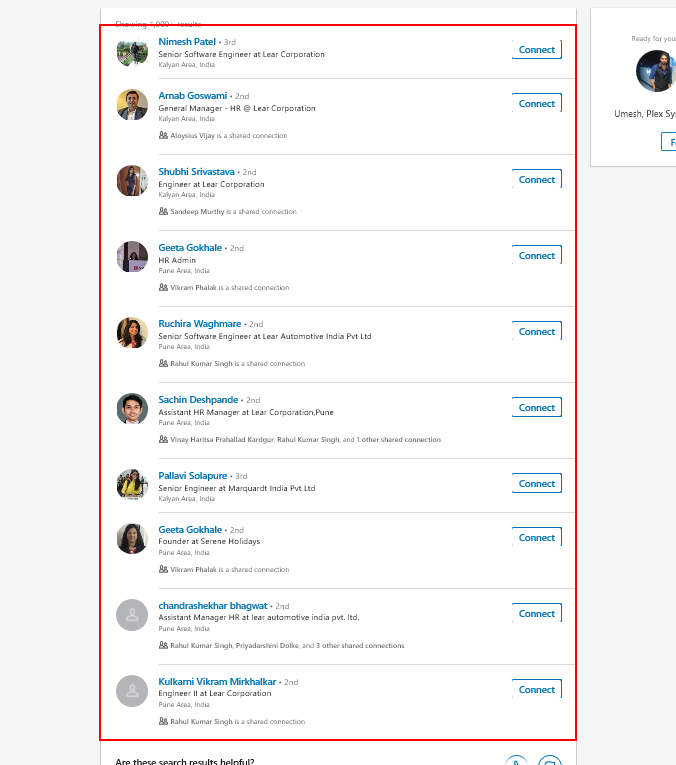 Showing 1,000+ results
Nimesh Patel • 3rd
Senior Software Engineer at Lear Corporation
Kalyan Area, India
Connect
Arnab Goswami • 2nd
General Manager - HR @ Lear Corporation
Kalyan Area, India
Aloysius Vijay is a shared connection
Connect
Shubhi Srivastava • 2nd
Engineer at Lear Corporation
Kalyan Area, India
Sandeep Murthy is a shared connection
Connect
Geeta Gokhale • 2nd
HR Admin
Pune Area, India
Vikram Phalak is a shared connection
Connect
Ruchira Waghmare • 2nd
Senior Software Engineer at Lear Automotive India Pvt Ltd
Pune Area, India
Rahul Kumar Singh is a shared connection
Connect
Sachin Deshpande • 2nd
Assistant HR Manager at Lear Corporation,Pune
Pune Area, India
Vinay Haritsa Prahallad Kardgur, Rahul Kumar Singh, and 1 other shared connection
Connect
Pallavi Solapure • 3rd
Senior Engineer at Marquardt India Pvt Ltd
Kalyan Area, India
Connect
Geeta Gokhale • 2nd
Founder at Serene Holidays
Pune Area, India
Vikram Phalak is a shared connection
Connect
chandrashekhar bhagwat • 2nd
Assistant Manager HR at lear automotive india pvt. ltd.
Pune Area, India
Rahul Kumar Singh, Priyadarshini Dolke, and 3 other shared connections
Connect
Kulkarni Vikram Mirkhalkar • 2nd
Engineer II at Lear Corporation
Pune Area, India
Rahul Kumar Singh is a shared connection
Connect
Are these search results helpful?
Ready for you
Umesh, Plex Sy